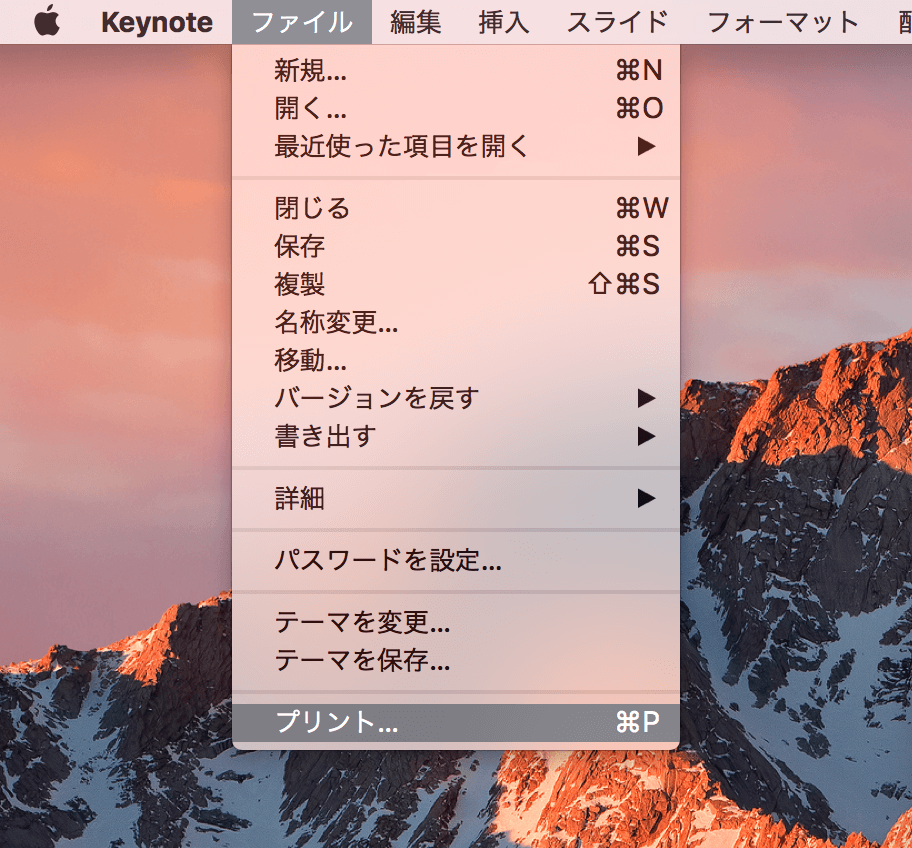 Keynote ファイル 編集 挿入 スライド フォーマット
新規... ⌘N
開く... ⌘O
最近使った項目を開く ▶
閉じる ⌘W
保存 ⌘S
複製 ⇧⌘S
名称変更...
移動...
バージョンを戻す ▶
書き出す ▶
詳細 ▶
パスワードを設定...
テーマを変更...
テーマを保存...
プリント... ⌘P